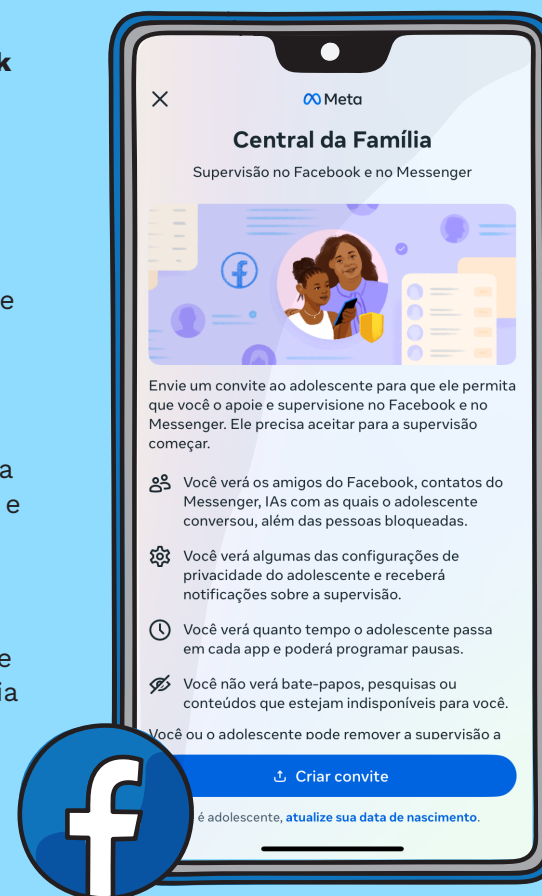 k
e
a
e
e
ia
Meta
Central da Família
Supervisão no Facebook e no Messenger
Envie um convite ao adolescente para que ele permita
que você o apoie e supervisione no Facebook e no
Messenger. Ele precisa aceitar para a supervisão
começar.
Você verá os amigos do Facebook, contatos do
Messenger, IAs com as quais o adolescente
conversou, além das pessoas bloqueadas.
Você verá algumas das configurações de
privacidade do adolescente e receberá
notificações sobre a supervisão.
Você verá quanto tempo o adolescente passa
em cada app e poderá programar pausas.
Você não verá bate-papos, pesquisas ou
conteúdos que estejam indisponíveis para você.
Você ou o adolescente pode remover a supervisão a
Criar convite
é adolescente, atualize sua data de nascimento.